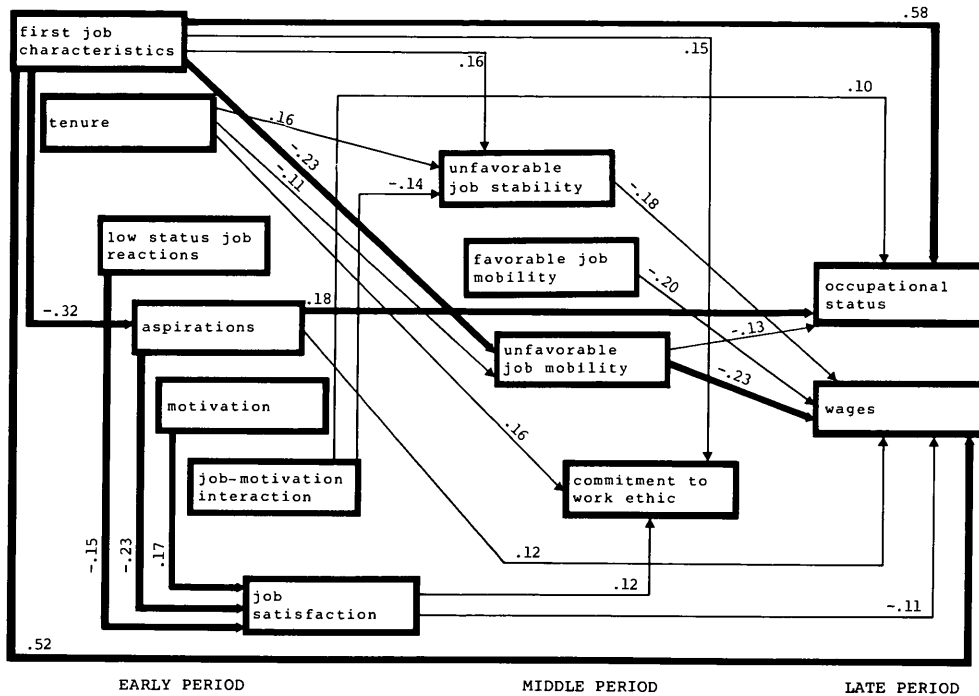 .58
first job
characteristics
.15
.16
.10
tenure
.16
-.23
-.11
unfavorable
job stability
-.14
-.18
low status job
reactions
favorable job
mobility
-.20
occupational
status
-.32
.18
aspirations
-.13
unfavorable
job mobility
-.23
motivation
wages
.16
job-motivation
interaction
commitment to
work ethic
-.15
-.23
.17
.12
.12
job
satisfaction
-.11
.52
EARLY PERIOD
MIDDLE PERIOD
LATE PERIOD